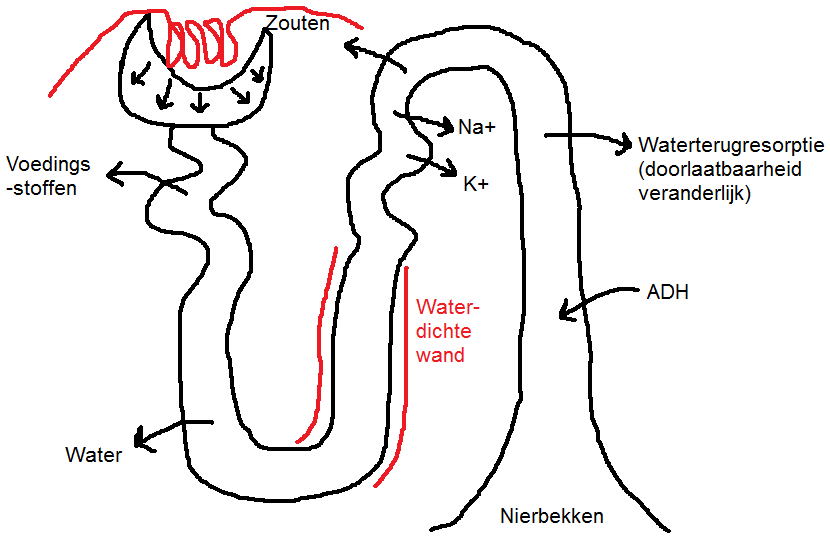 Zouten
Na+
K+
Voedings
-stoffen
Waterterugresorptie
(doorlaatbaarheid
veranderlijk)
ADH
Water-
dichte
wand
Water
Nierbekken